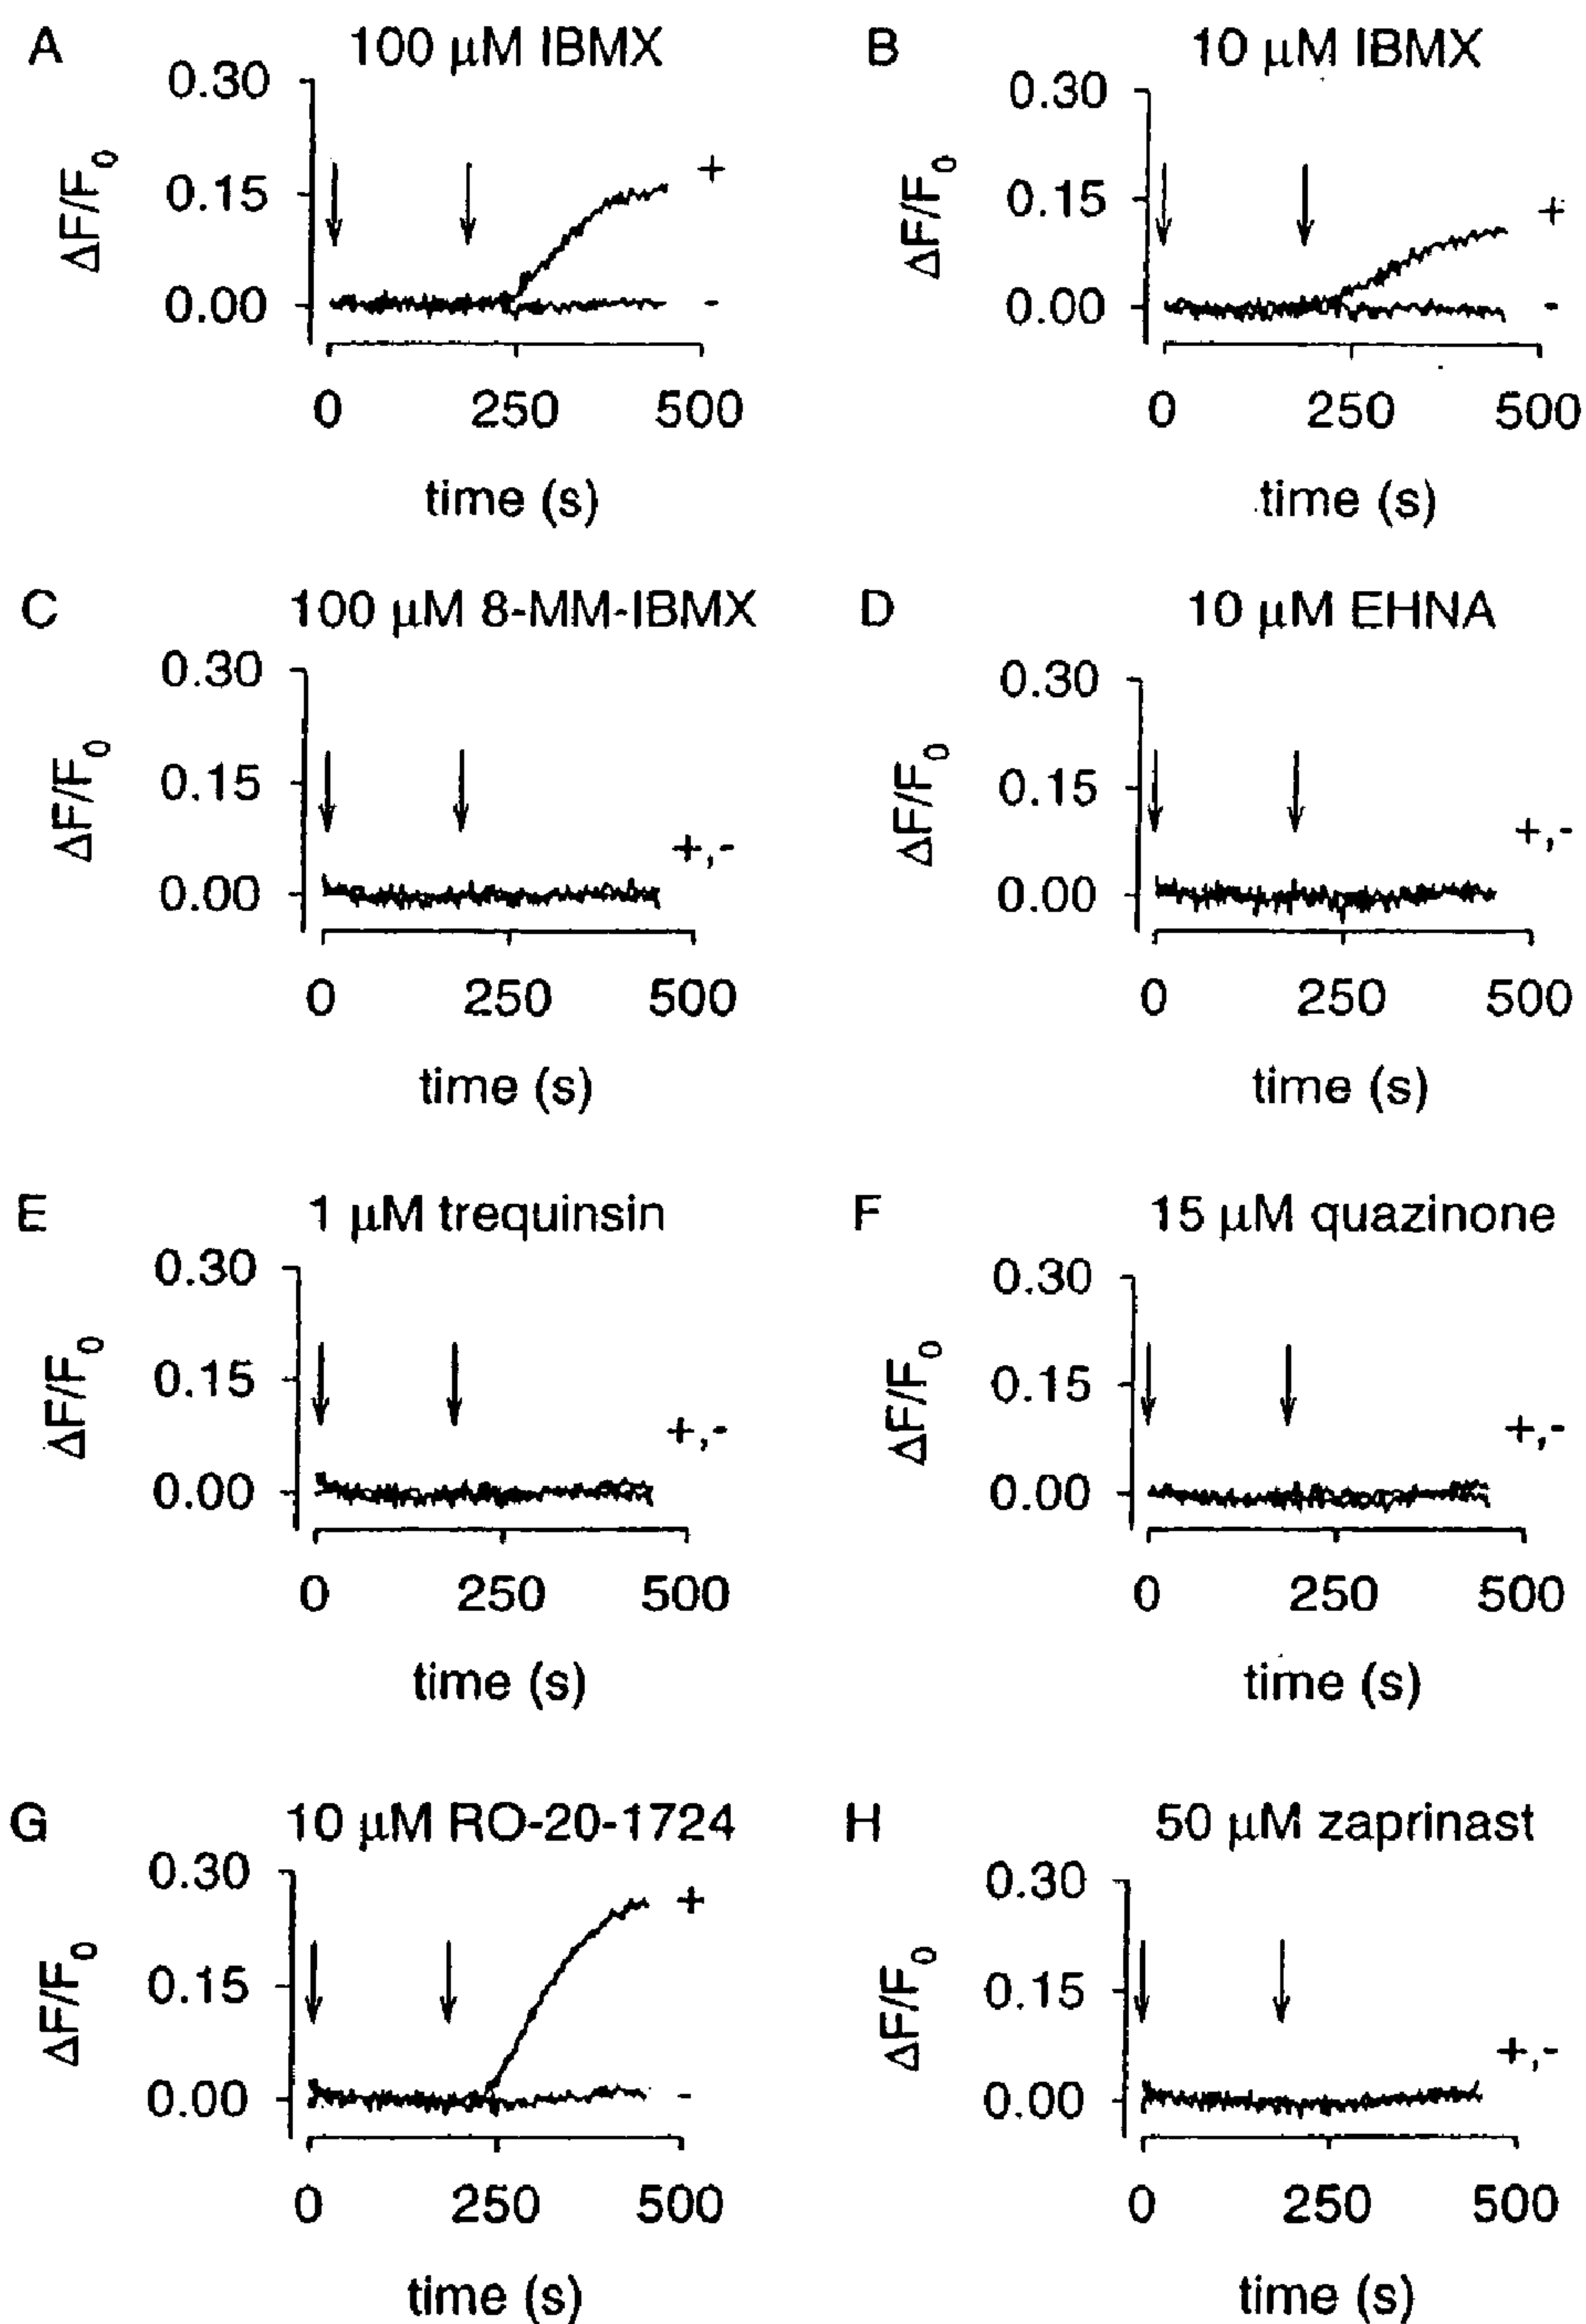 A 100 μM IBMX
0.30
0.15
0.00
ΔF/F0
+
-
0 250 500
time (s)
B 10 μM IBMX
0.30
0.15
0.00
ΔF/F0
+
-
0 250 500
time (s)
C 100 μM 8-MM-IBMX
0.30
0.15
0.00
ΔF/F0
+,-
0 250 500
time (s)
D 10 μM EHNA
0.30
0.15
0.00
ΔF/F0
+,-
0 250 500
time (s)
E 1 μM trequinsin
0.30
0.15
0.00
ΔF/F0
+,-
0 250 500
time (s)
F 15 μM quazinone
0.30
0.15
0.00
ΔF/F0
+,-
0 250 500
time (s)
G 10 μM RO-20-1724
0.30
0.15
0.00
ΔF/F0
+
-
0 250 500
time (s)
H 50 μM zaprinast
0.30
0.15
0.00
ΔF/F0
+,-
0 250 500
time (s)